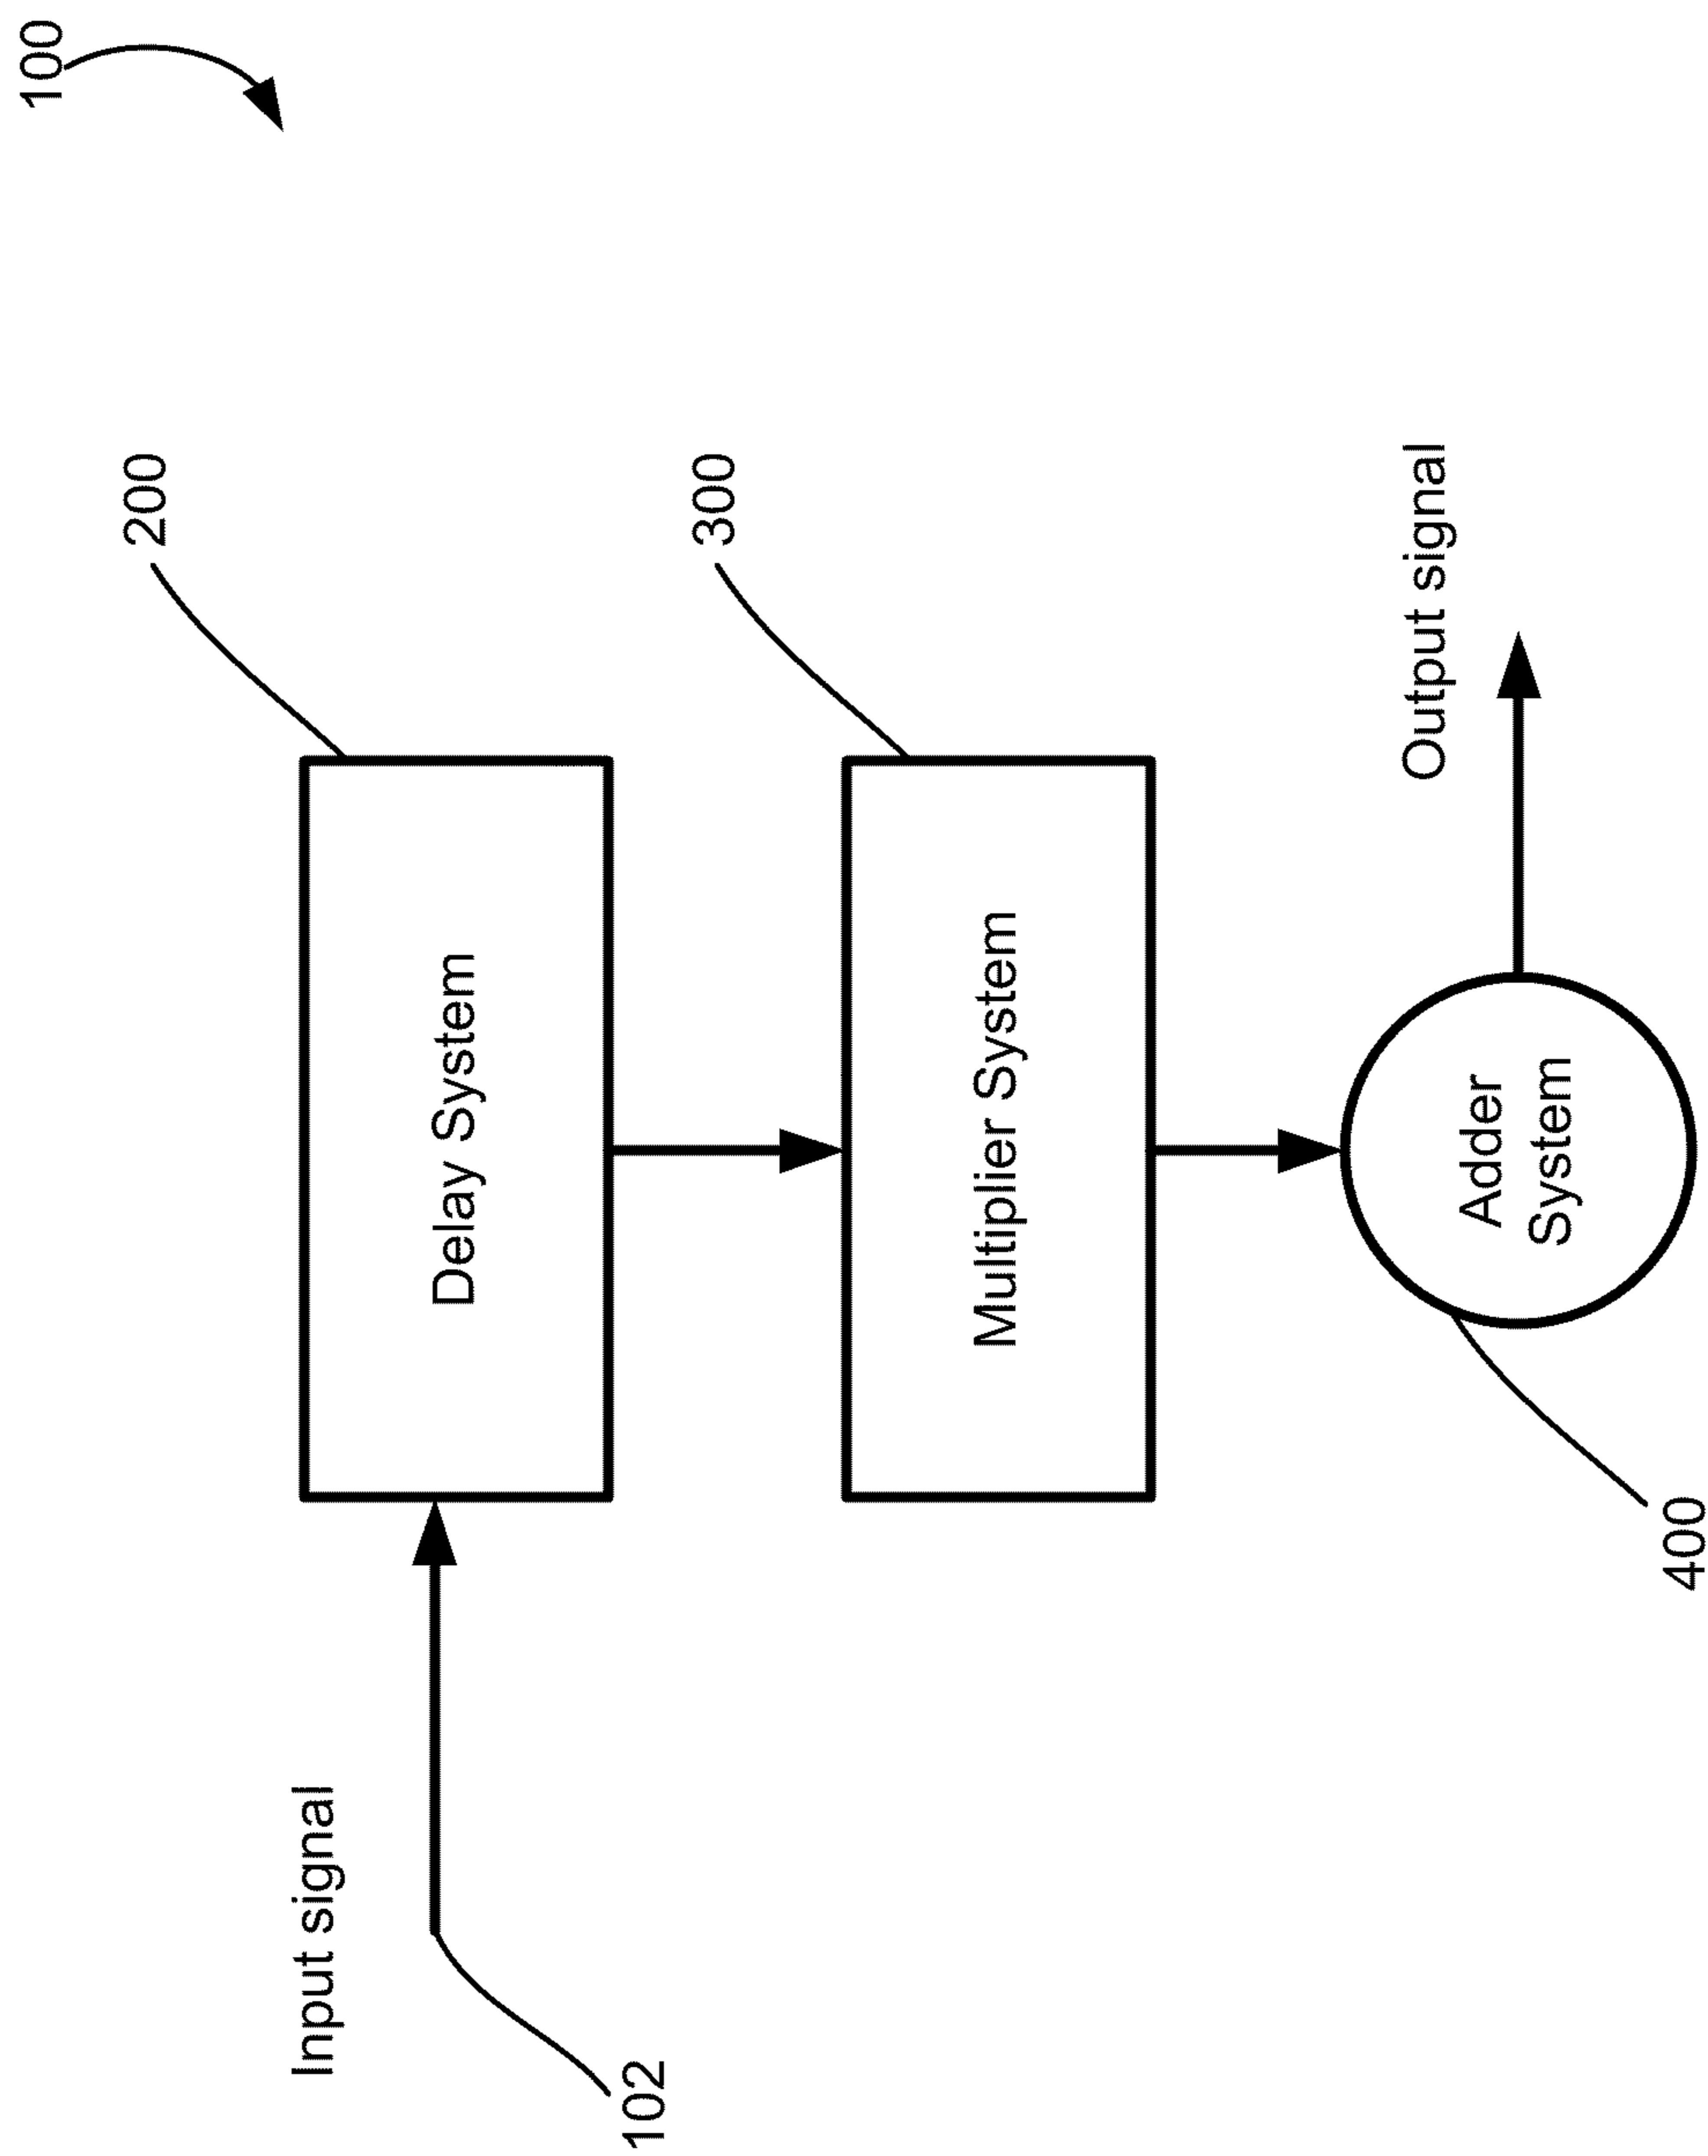 100
200
Input signal
Delay System
102
300
Multiplier System
Output signal
Adder
System
400